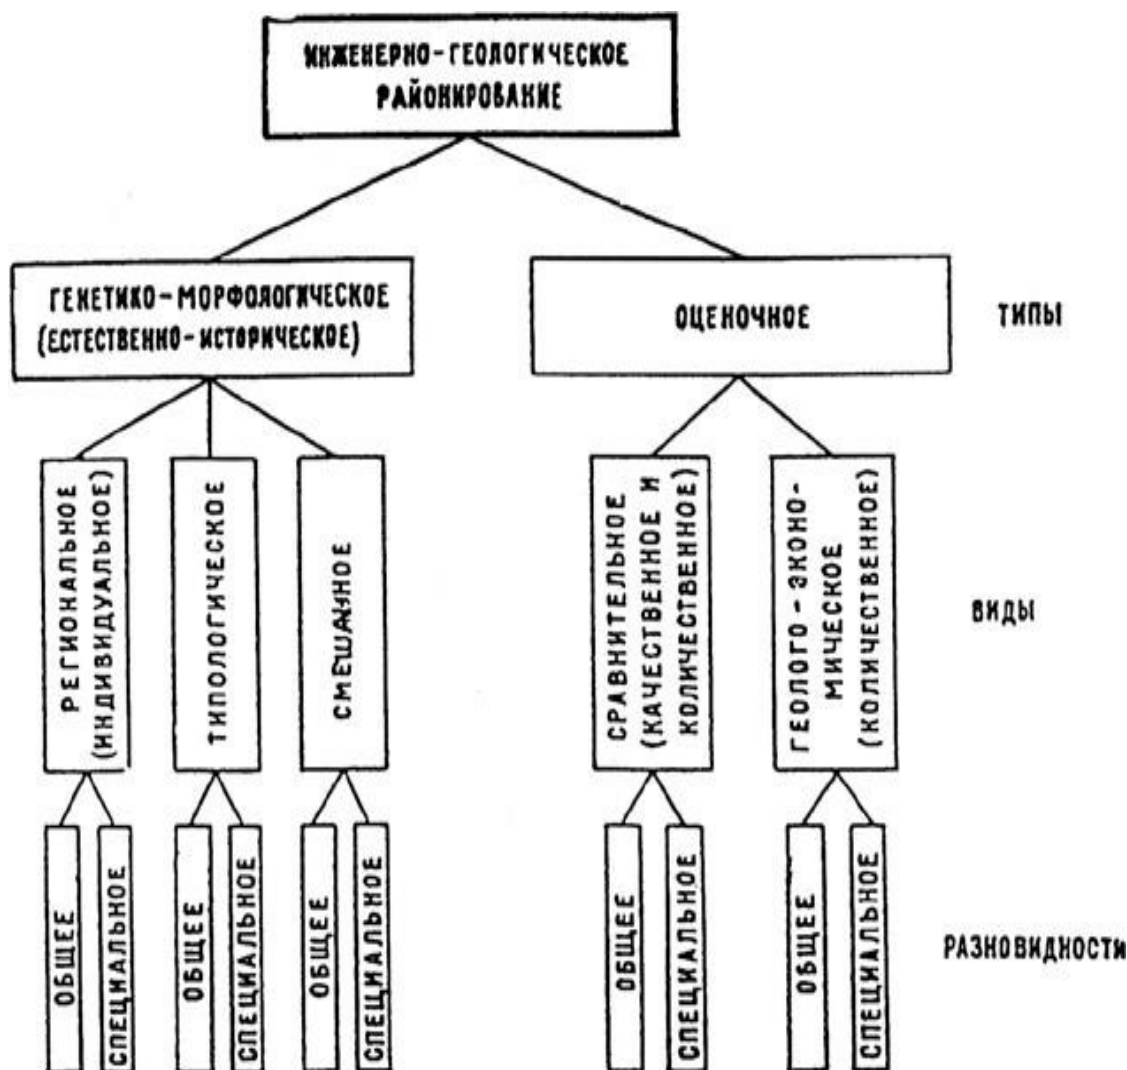 ИНЖЕНЕРНО-ГЕОЛОГИЧЕСКОЕ
РАЙОНИРОВАНИЕ
ГЕНЕТИКО-МОРФОЛОГИЧЕСКОЕ
(ЕСТЕСТВЕННО-ИСТОРИЧЕСКОЕ)
ОЦЕНОЧНОЕ
ТИПЫ
РЕГИОНАЛЬНОЕ
(ИНДИВИДУАЛЬНОЕ)
ТИПОЛОГИЧЕСКОЕ
СМЕШАННОЕ
СРАВНИТЕЛЬНОЕ
(КАЧЕСТВЕННОЕ И
КОЛИЧЕСТВЕННОЕ)
ГЕОЛОГО-ЭКОНО-
МИЧЕСКОЕ
(КОЛИЧЕСТВЕННОЕ)
ВИДЫ
ОБЩЕЕ
СПЕЦИАЛЬНОЕ
ОБЩЕЕ
СПЕЦИАЛЬНОЕ
ОБЩЕЕ
СПЕЦИАЛЬНОЕ
ОБЩЕЕ
СПЕЦИАЛЬНОЕ
ОБЩЕЕ
СПЕЦИАЛЬНОЕ
РАЗНОВИДНОСТИ